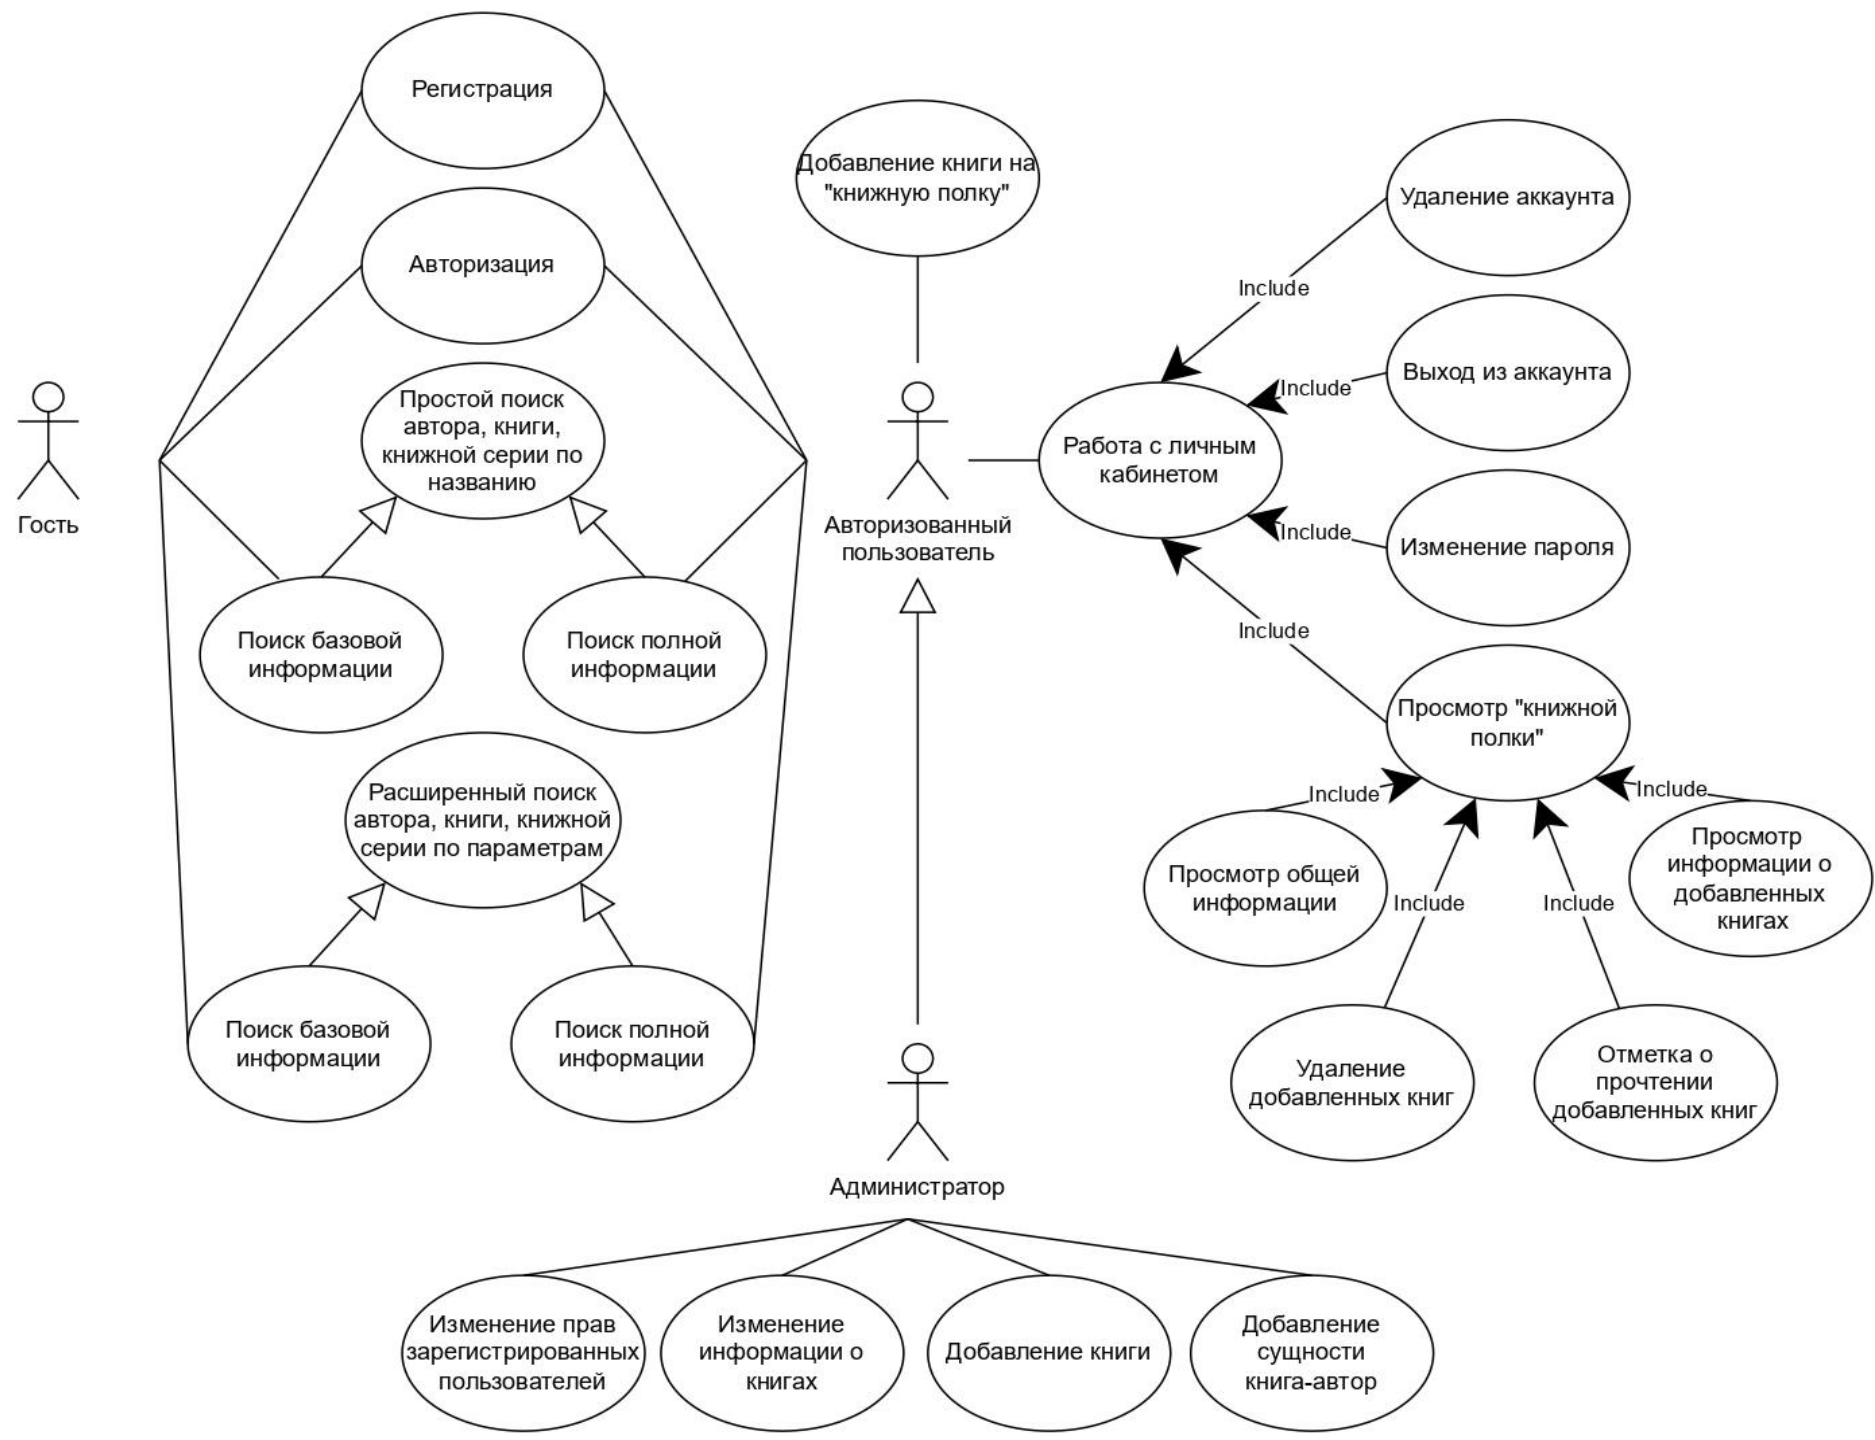 Регистрация
Авторизация
Простой поиск
автора, книги,
книжной серии по
названию
Гость
Поиск базовой
информации
Поиск полной
информации
Расширенный поиск
автора, книги, книжной
серии по параметрам
Поиск базовой
информации
Поиск полной
информации
Добавление книги на
"книжную полку"
Авторизованный
пользователь
Работа с личным
кабинетом
Include
Include
Include
Include
Удаление аккаунта
Выход из аккаунта
Изменение пароля
Просмотр "книжной
полки"
Include
Include
Include
Include
Просмотр общей
информации
Удаление
добавленных книг
Отметка о
прочтении
добавленных книг
Просмотр
информации о
добавленных
книгах
Администратор
Изменение прав
зарегистрированных
пользователей
Изменение
информации о
книгах
Добавление книги
Добавление
сущности
книга-автор